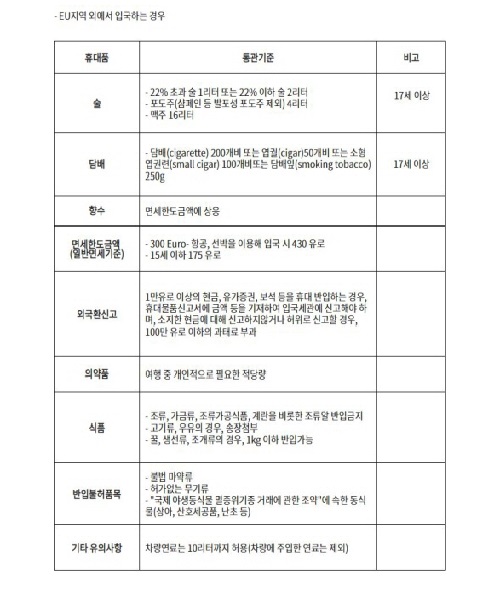 - EU지역 외에서 입국하는 경우
휴대품 통관기준 비고
술
- 22% 초과 술 1리터 또는 22% 이하 술 2리터
- 포도주(샴페인 등 발포성 포도주 제외) 4리터
- 맥주 16리터
17세 이상
담배
- 담배(cigarette) 200개비 또는 엽궐(cigar)50개비 또는 소형
엽궐련(small cigar) 100개비또는 담배잎(smoking tobacco)
250g
17세 이상
향수
면세한도금액에 상응
면세한도금액
(일반면세기준)
- 300 Euro- 항공, 선박을 이용해 입국 시 430 유로
- 15세 이하 175 유로
외국환신고
1만유로 이상의 현금, 유가증권, 보석 등을 휴대 반입하는 경우,
휴대물품신고서에 금액 등을 기재하여 입국세관에 신고해야 하
며, 소지한 현금에 대해 신고하지않거나 허위로 신고할 경우,
100만 유로 이하의 과태료 부과
의약품
여행 중 개인적으로 필요한 적당량
식품
- 조류, 가금류, 조류가공식품, 계란을 비롯한 조류알 반입금지
- 고기류, 우유의 경우, 송장첨부
- 꿀, 생선류, 조개류의 경우, 1kg 이하 반입가능
반입불허품목
- 불법 마약류
- 허가없는 무기류
- "국제 야생동식물 멸종위기종 거래에 관한 조약"에 속한 동식
물(상아, 산호세공품, 난초 등)
기타 유의사항
차량연료는 10리터까지 허용(차량에 주입한 연료는 제외)